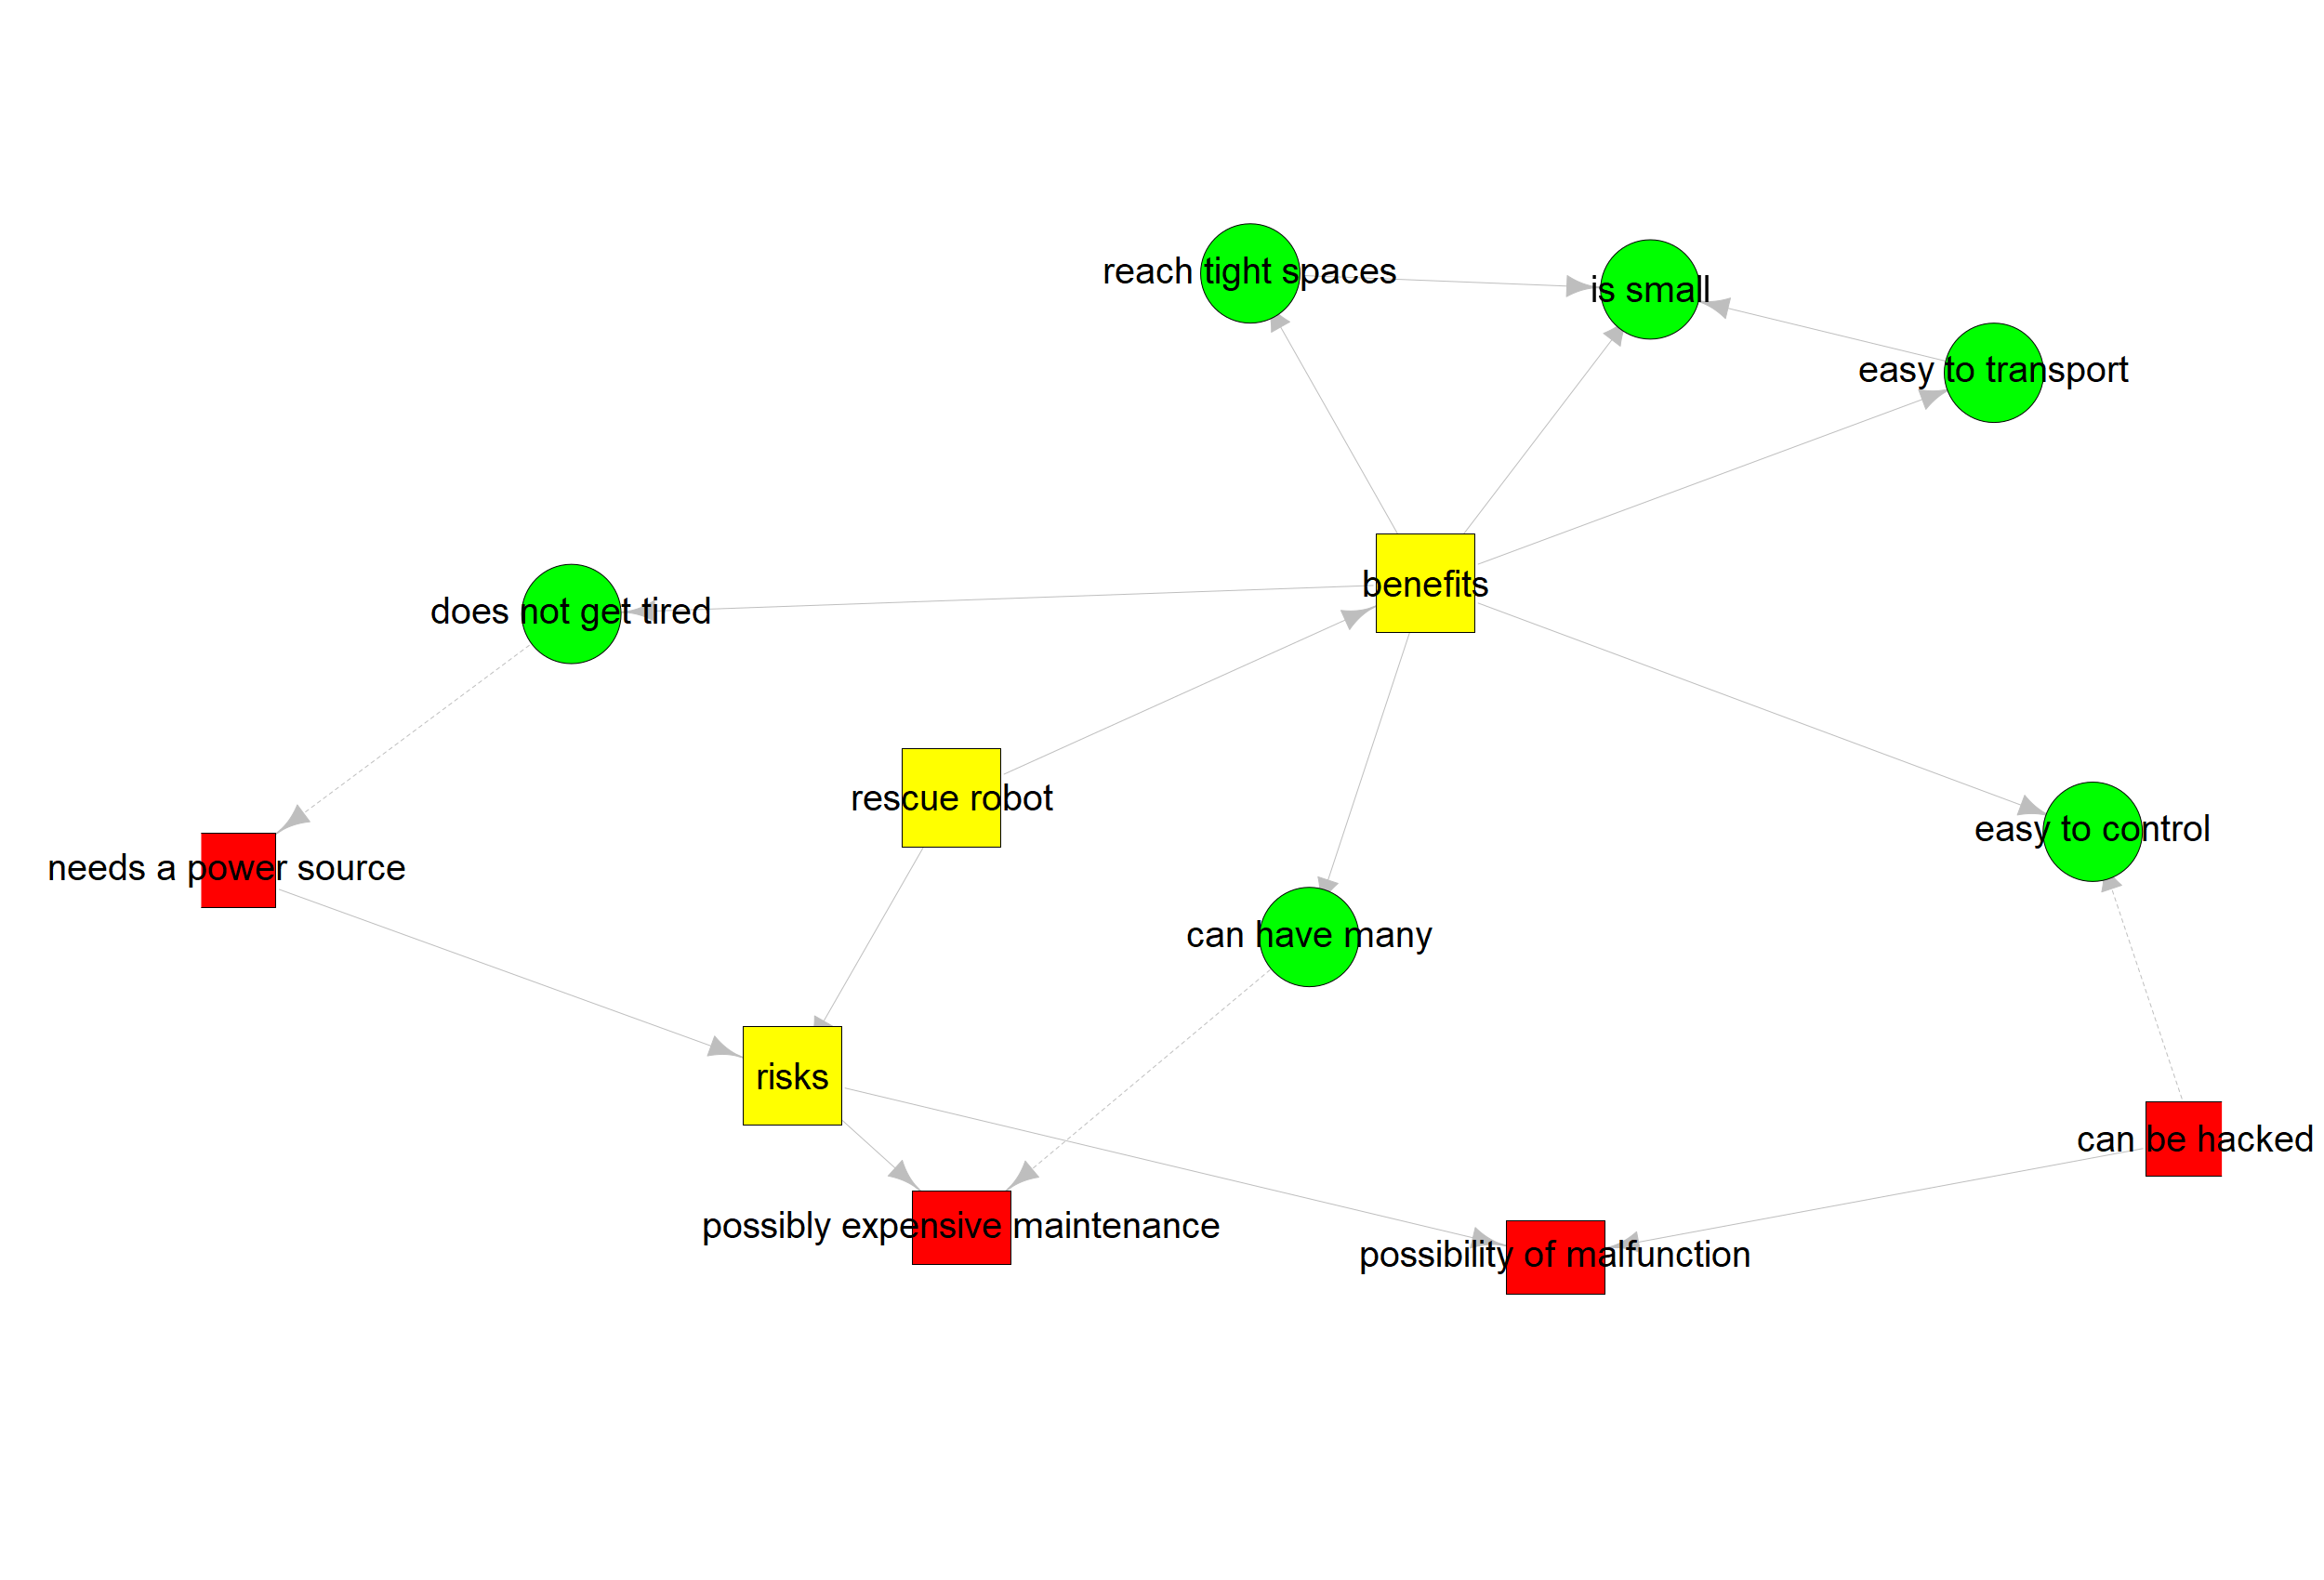 reach tight spaces
is small
easy to transport
benefits
does not get tired
rescue robot
easy to control
needs a power source
can have many
risks
can be hacked
possibly expensive maintenance
possibility of malfunction